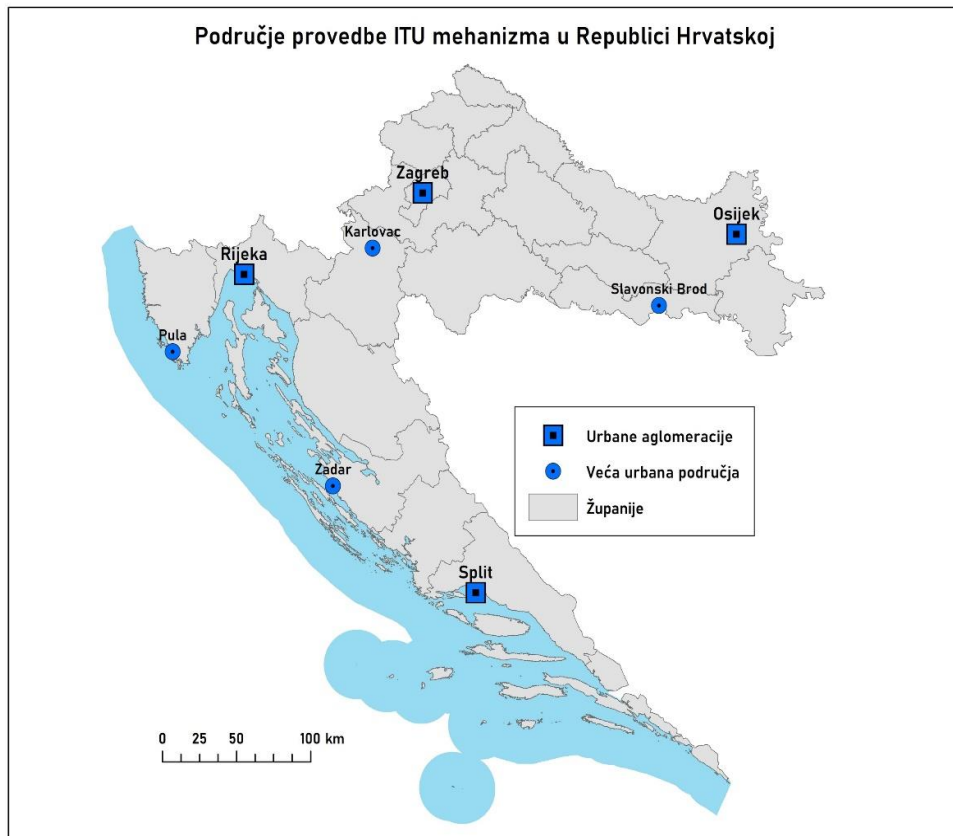 Područje provedbe ITU mehanizma u Republici Hrvatskoj
Zagreb
Osijek
Karlovac
Rijeka
Slavonski Brod
Pula
Urbane aglomeracije
Veća urbana područja
Županije
Zadar
Split
0 25 50 100 km